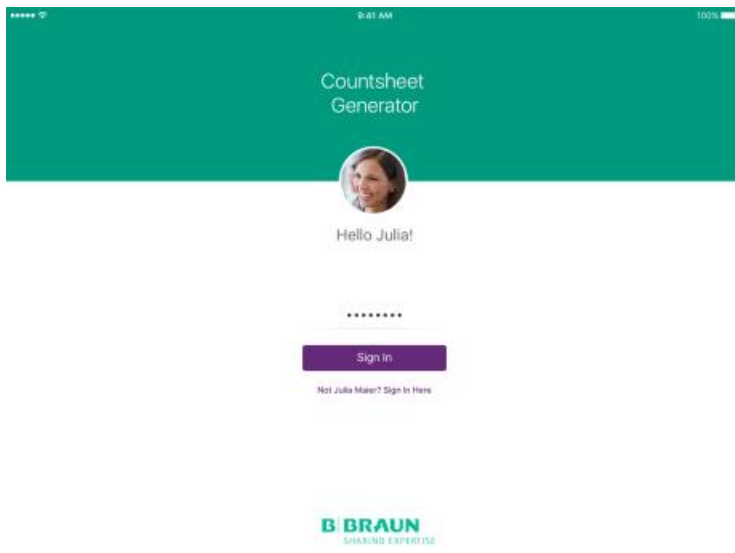 9:41 AM
100%
Countsheet
Generator
Hello Julia!
••••••••
Sign In
Not Julia Maier? Sign In Here
B BRAUN
SHARING EXPERTISE